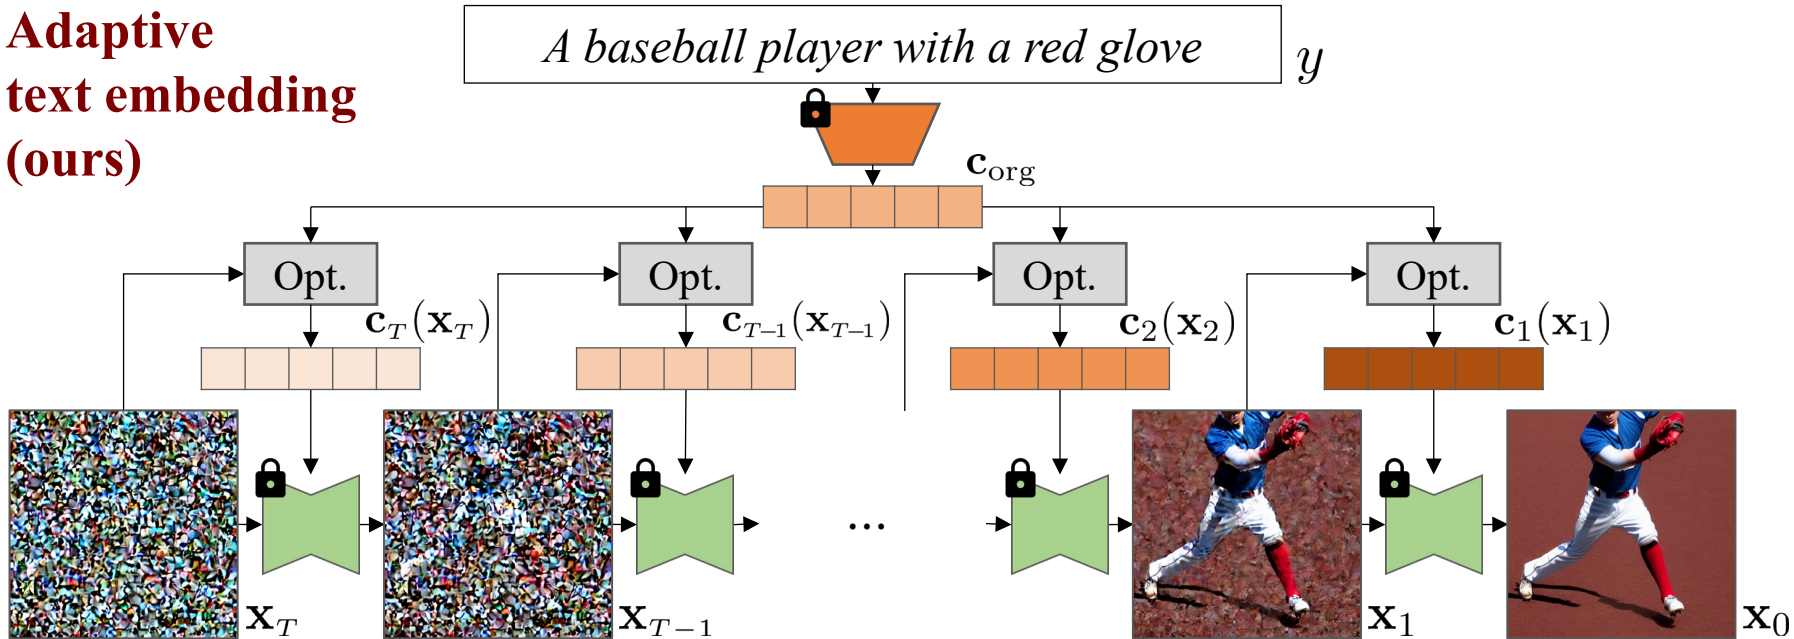 Adaptive
text embedding
(ours)
A baseball player with a red glove
y
c_org
Opt. Opt. Opt. Opt.
c_T(x_T) c_{T-1}(x_{T-1}) c_2(x_2) c_1(x_1)
...
x_T x_{T-1} x_1 x_0